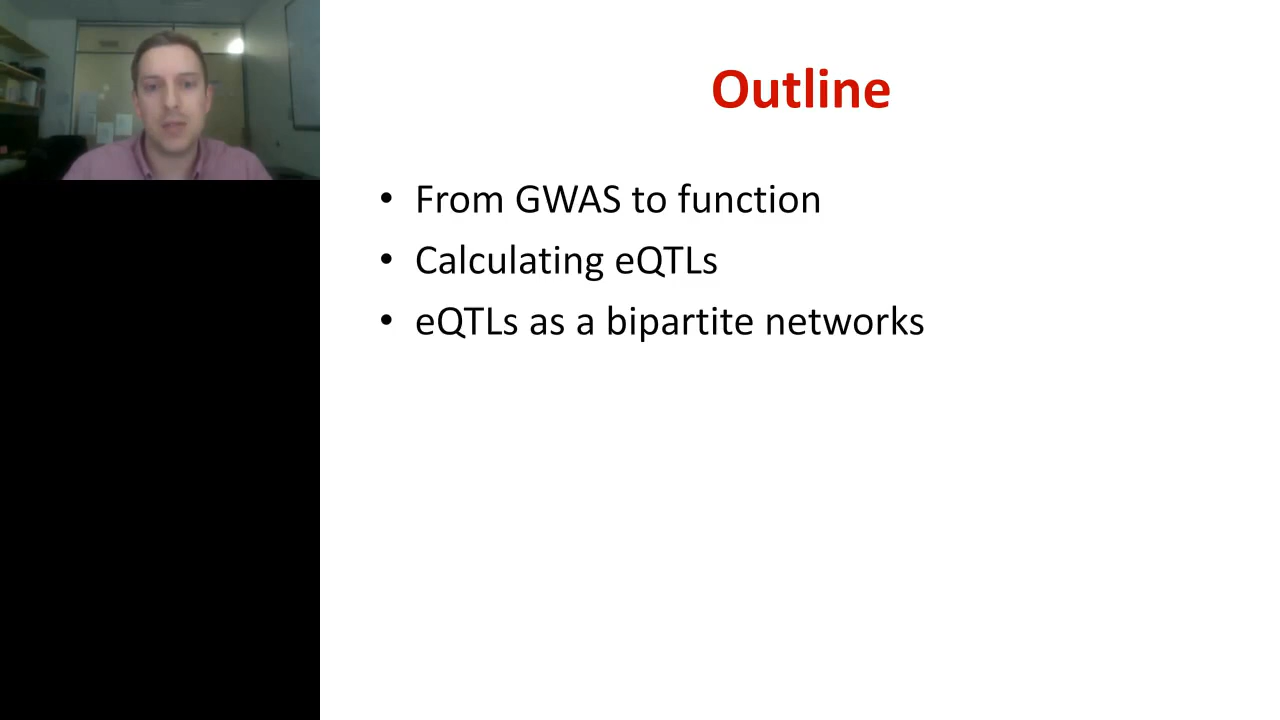 Outline
• From GWAS to function
• Calculating eQTLs
• eQTLs as a bipartite networks